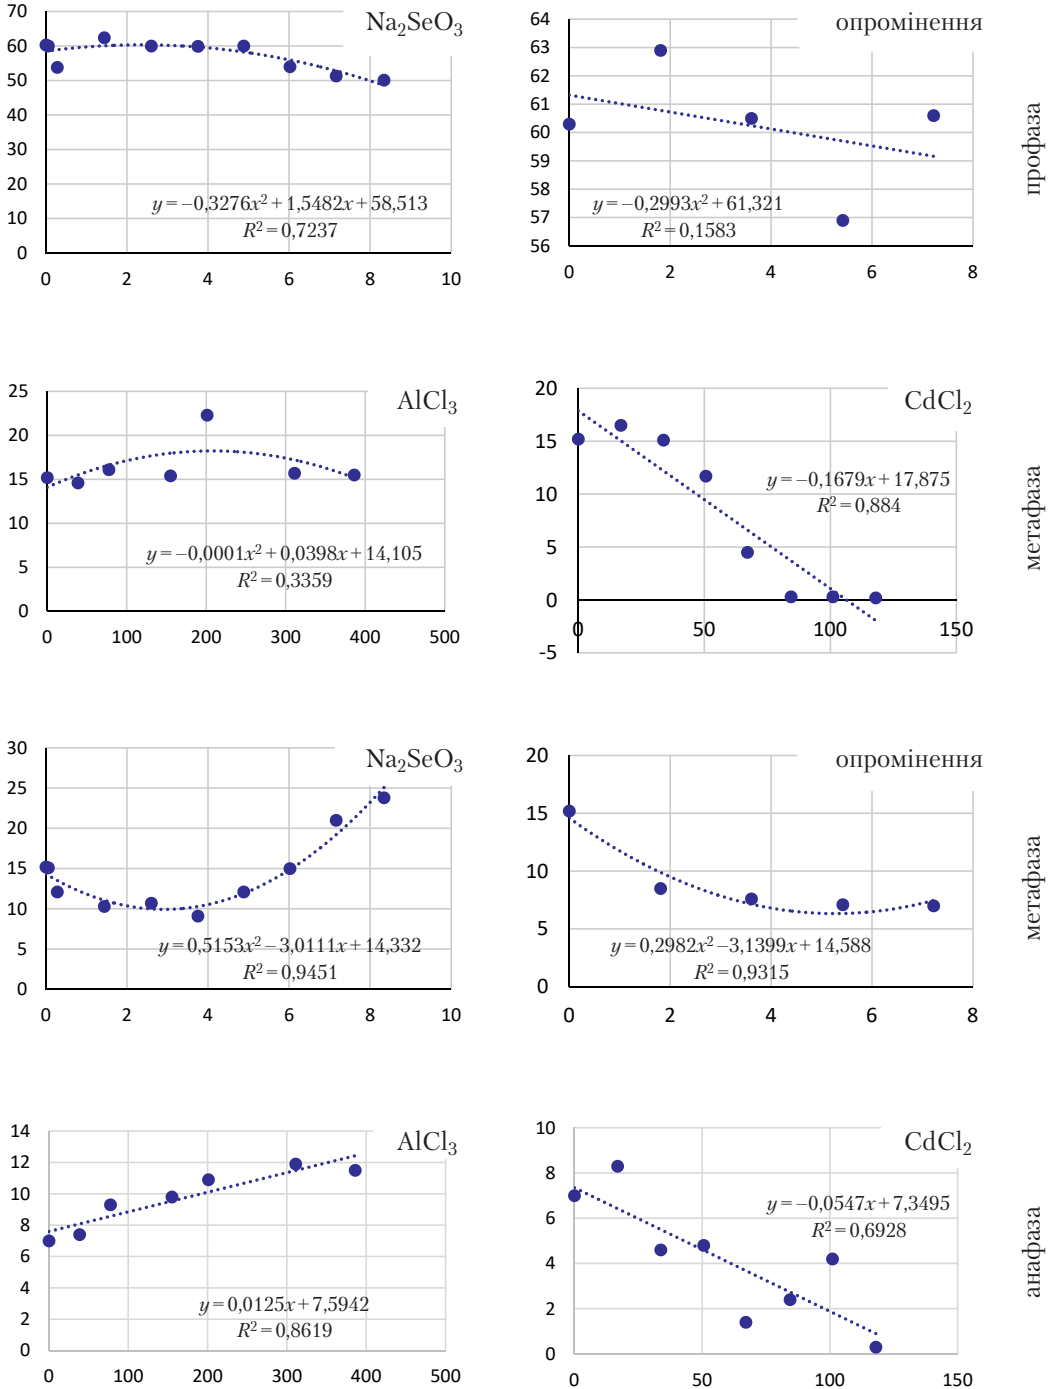 Na₂SeO₃
70
60
50
40
30
20
10
0
y = −0,3276x² + 1,5482x + 58,513
R² = 0,7237
0 2 4 6 8 10
опромінення
64
63
62
61
60
59
58
57
56
y = −0,2993x² + 61,321
R² = 0,1583
0 2 4 6 8
профаза
AlCl₃
25
20
15
10
5
0
y = −0,0001x² + 0,0398x + 14,105
R² = 0,3359
0 100 200 300 400 500
CdCl₂
20
15
10
5
0
-5
y = −0,1679x + 17,875
R² = 0,884
0 50 100 150
метафаза
Na₂SeO₃
30
25
20
15
10
5
0
y = 0,5153x² − 3,0111x + 14,332
R² = 0,9451
0 2 4 6 8 10
опромінення
20
15
10
5
0
y = 0,2982x² −3,1399x + 14,588
R² = 0,9315
0 2 4 6 8
метафаза
AlCl₃
14
12
10
8
6
4
2
0
y = 0,0125x + 7,5942
R² = 0,8619
0 100 200 300 400 500
CdCl₂
10
8
6
4
2
0
y = −0,0547x + 7,3495
R² = 0,6928
0 50 100 150
анафаза